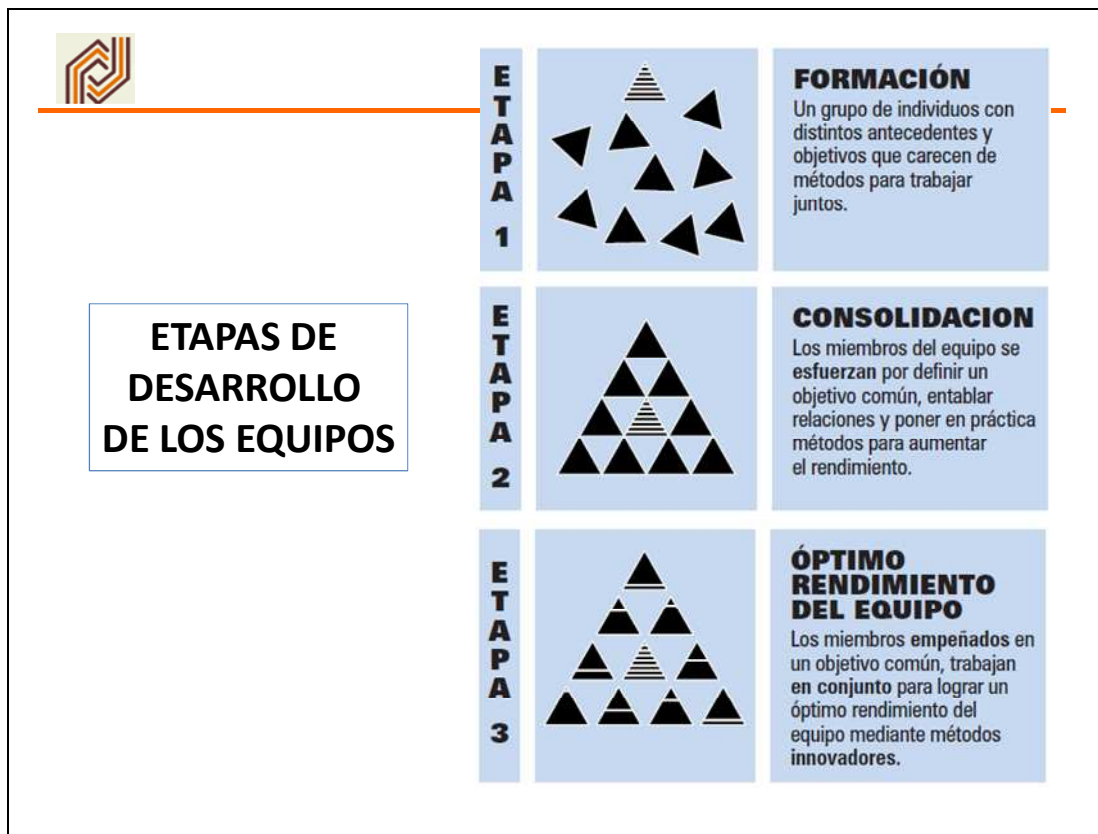 ETAPAS DE
DESARROLLO
DE LOS EQUIPOS
ETAPA 1
FORMACIÓN
Un grupo de individuos con
distintos antecedentes y
objetivos que carecen de
métodos para trabajar
juntos.
ETAPA 2
CONSOLIDACION
Los miembros del equipo se
esfuerzan por definir un
objetivo común, entablar
relaciones y poner en práctica
métodos para aumentar
el rendimiento.
ETAPA 3
ÓPTIMO
RENDIMIENTO
DEL EQUIPO
Los miembros empeñados en
un objetivo común, trabajan
en conjunto para lograr un
óptimo rendimiento del
equipo mediante métodos
innovadores.